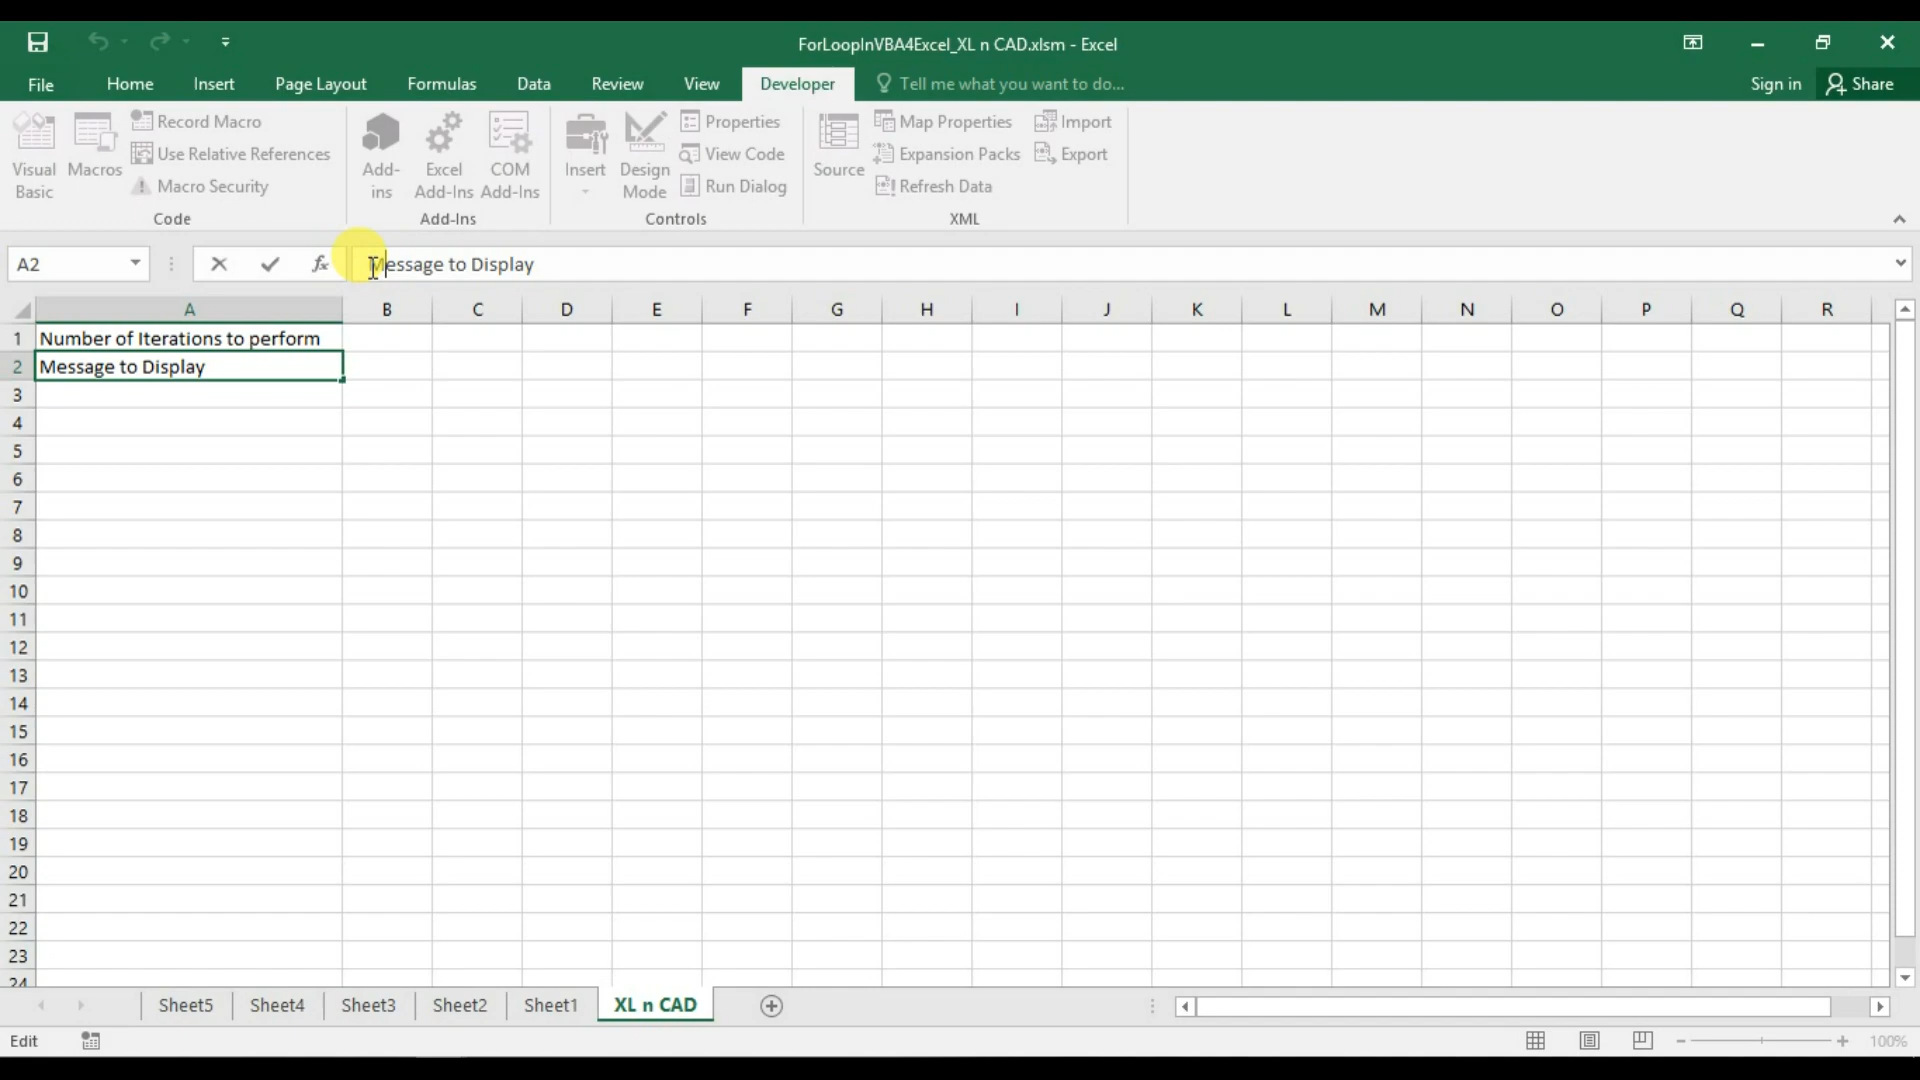 ForLoopInVBA4Excel_XL n CAD.xlsm - Excel
File Home Insert Page Layout Formulas Data Review View Developer Tell me what you want to do... Sign in Share
Visual Basic
Macros
Record Macro
Use Relative References
Macro Security
Code
Add-ins
Excel Add-Ins
COM Add-Ins
Add-Ins
Insert
Design Mode
Properties
View Code
Run Dialog
Controls
Source
Map Properties
Expansion Packs
Refresh Data
Import
Export
XML
A2 fx Message to Display
A B C D E F G H I J K L M N O P Q R
1 Number of Iterations to perform
2 Message to Display
3
4
5
6
7
8
9
10
11
12
13
14
15
16
17
18
19
20
21
22
23
24
Sheet5 Sheet4 Sheet3 Sheet2 Sheet1 XL n CAD
Edit 100%